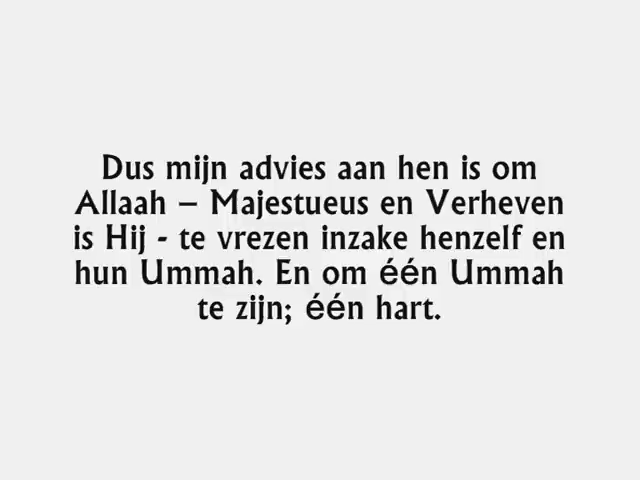 Dus mijn advies aan hen is om
Allaah – Majestueus en Verheven
is Hij - te vrezen inzake henzelf en
hun Ummah. En om één Ummah
te zijn; één hart.